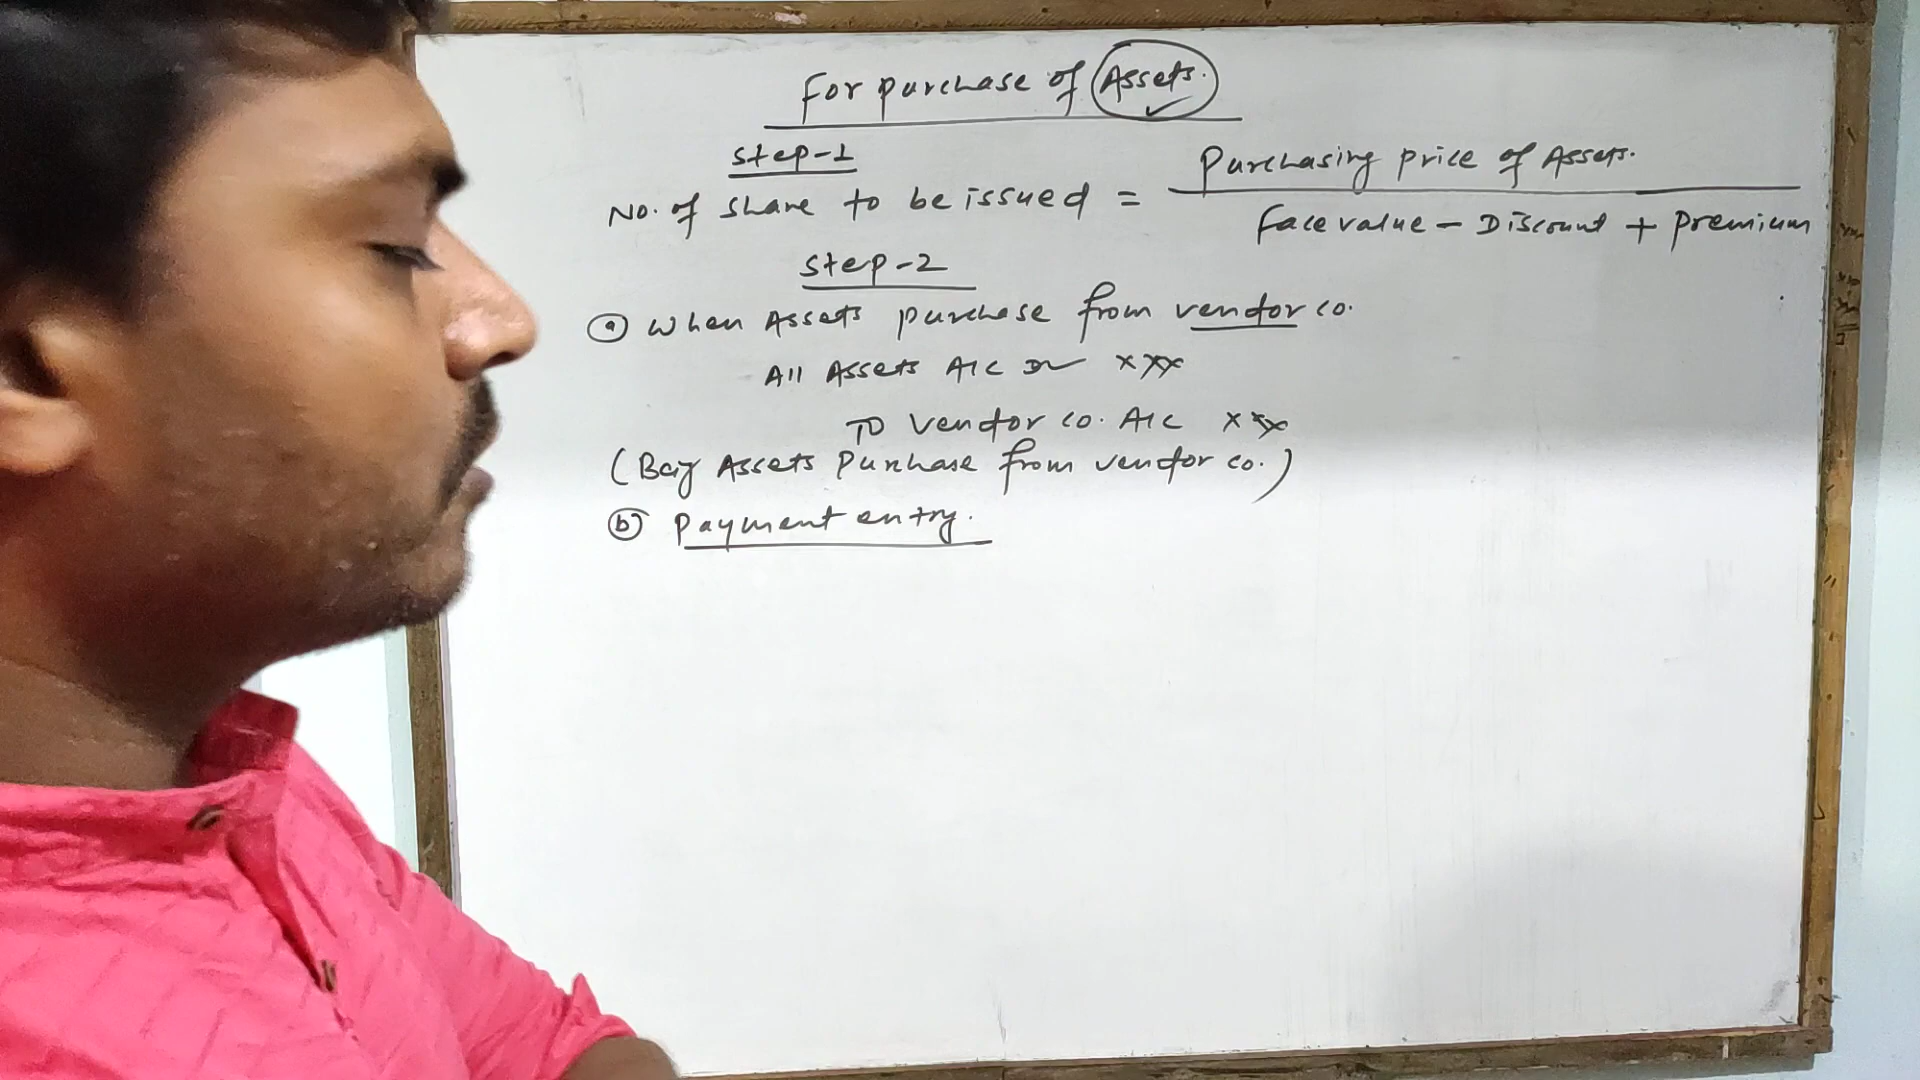 For purchase of Assets.
Step-1
No. of share to be issued = Purchasing price of Assets.
Face value - Discount + Premium
Step-2
(a) When Assets purchase from vendor co.
All Assets A/c Dr xxx
To Vendor co. A/c xxx
(Beig Assets Purchase from vendor co.)
(b) Payment entry.